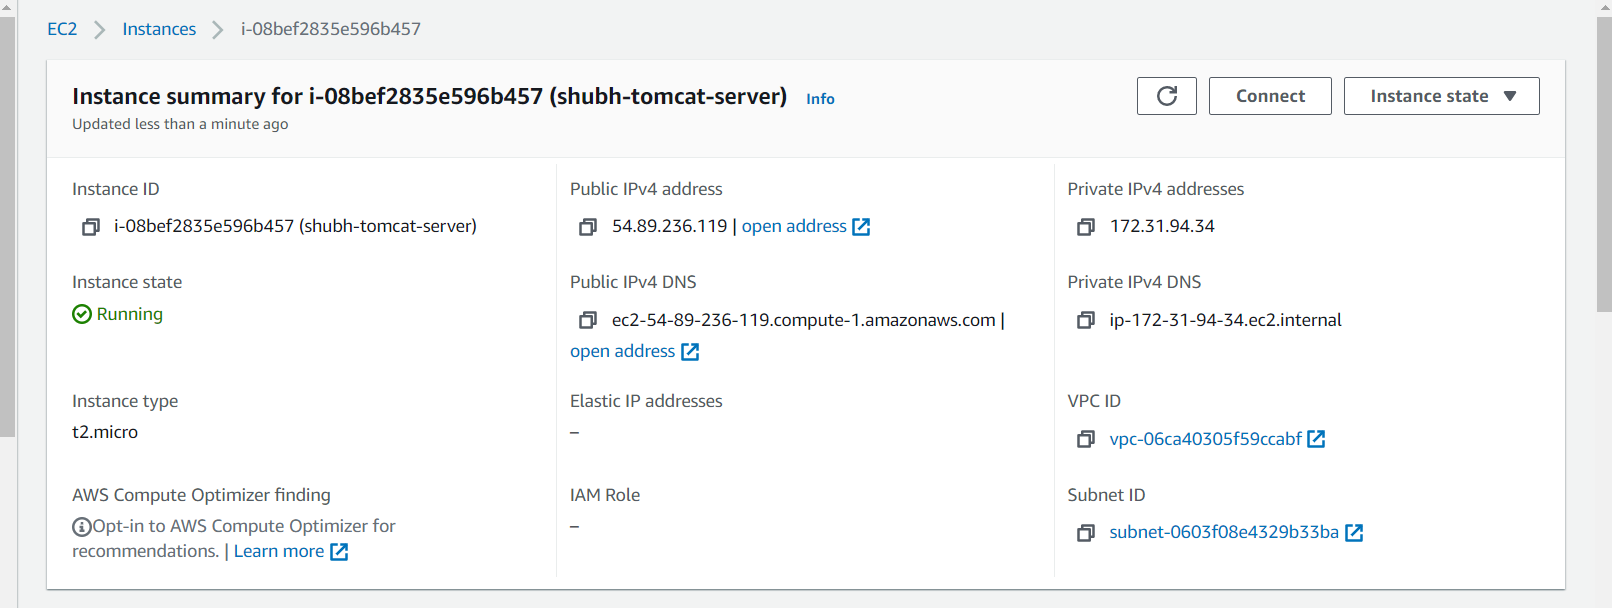 EC2 Instances i-08bef2835e596b457
Instance summary for i-08bef2835e596b457 (shubh-tomcat-server) Info
Updated less than a minute ago
Connect
Instance state
Instance ID
i-08bef2835e596b457 (shubh-tomcat-server)
Public IPv4 address
54.89.236.119 | open address
Private IPv4 addresses
172.31.94.34
Instance state
Running
Public IPv4 DNS
ec2-54-89-236-119.compute-1.amazonaws.com |
open address
Private IPv4 DNS
ip-172-31-94-34.ec2.internal
Instance type
t2.micro
Elastic IP addresses
–
VPC ID
vpc-06ca40305f59ccabf
AWS Compute Optimizer finding
Opt-in to AWS Compute Optimizer for
recommendations. | Learn more
IAM Role
–
Subnet ID
subnet-0603f08e4329b33ba